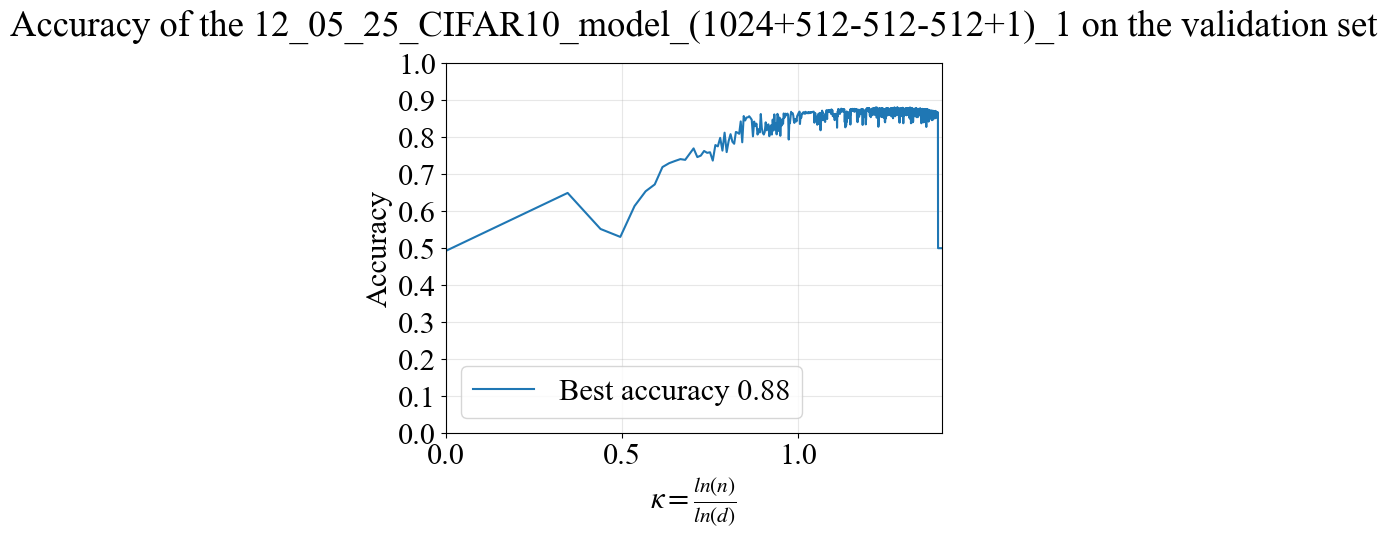 Accuracy of the 12_05_25_CIFAR10_model_(1024+512-512-512+1)_1 on the validation set
1.0
0.9
0.8
0.7
0.6
0.5
0.4
0.3
0.2
0.1
0.0
Accuracy
Best accuracy 0.88
0.0 0.5 1.0
κ = ln(n) / ln(d)